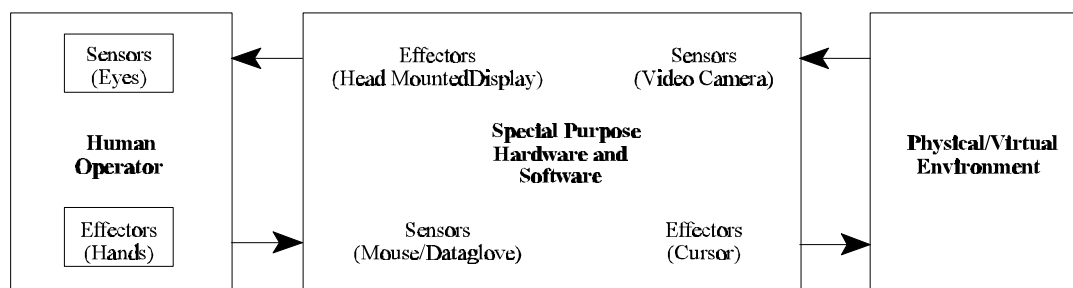 Sensors
(Eyes)
Human
Operator
Effectors
(Hands)
Effectors
(Head MountedDisplay)
Sensors
(Video Camera)
Special Purpose
Hardware and
Software
Sensors
(Mouse/Dataglove)
Effectors
(Cursor)
Physical/Virtual
Environment